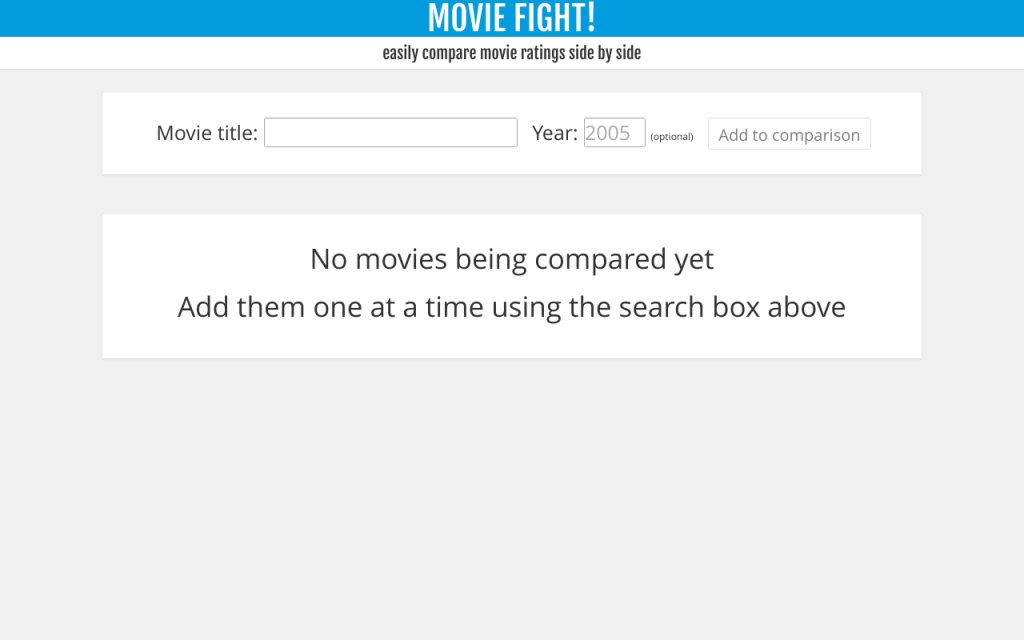 MOVIE FIGHT!
easily compare movie ratings side by side
Movie title: Year: 2005 (optional) Add to comparison
No movies being compared yet
Add them one at a time using the search box above